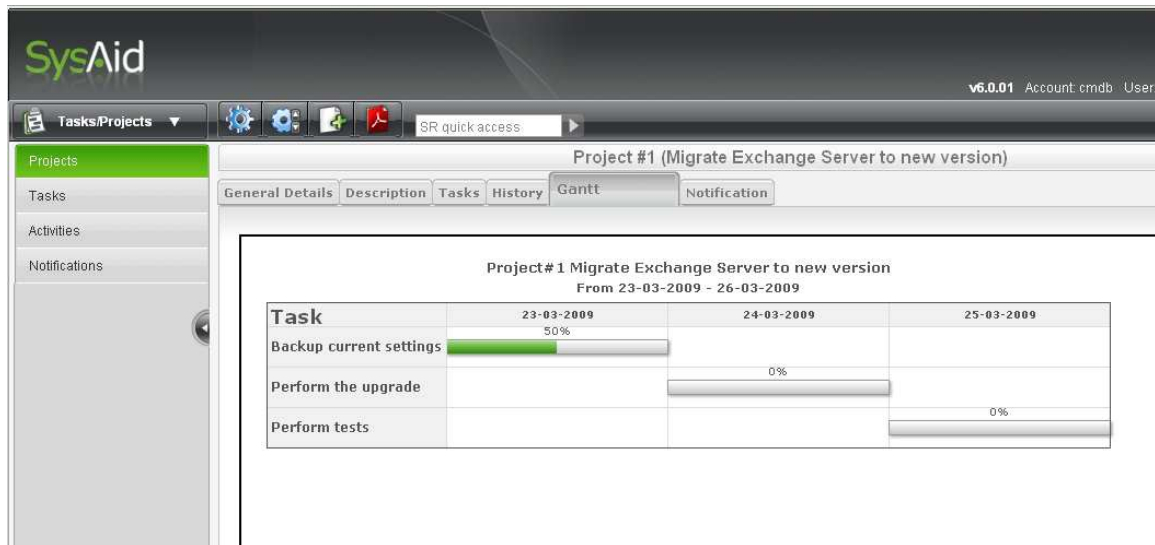 SysAid
v6.0.01 Account: cmdb User
Tasks/Projects
SR quick access
Projects
Tasks
Activities
Notifications
Project #1 (Migrate Exchange Server to new version)
General Details Description Tasks History Gantt Notification
Project#1 Migrate Exchange Server to new version
From 23-03-2009 - 26-03-2009
Task 23-03-2009 24-03-2009 25-03-2009
50%
Backup current settings
0%
Perform the upgrade
0%
Perform tests